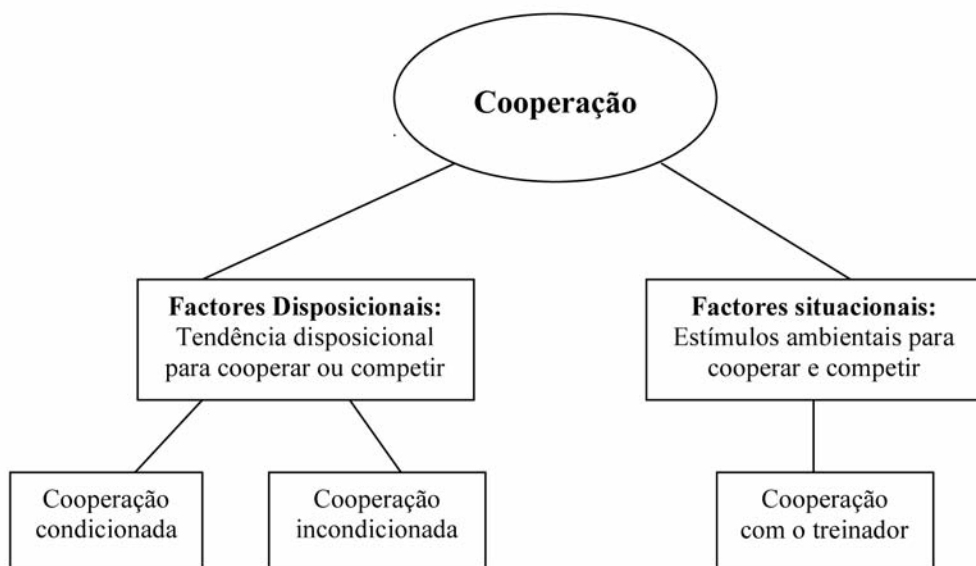 Cooperação
Factores Disposicionais:
Tendência disposicional
para cooperar ou competir
Factores situacionais:
Estímulos ambientais para
cooperar e competir
Cooperação
condicionada
Cooperação
incondicionada
Cooperação
com o treinador